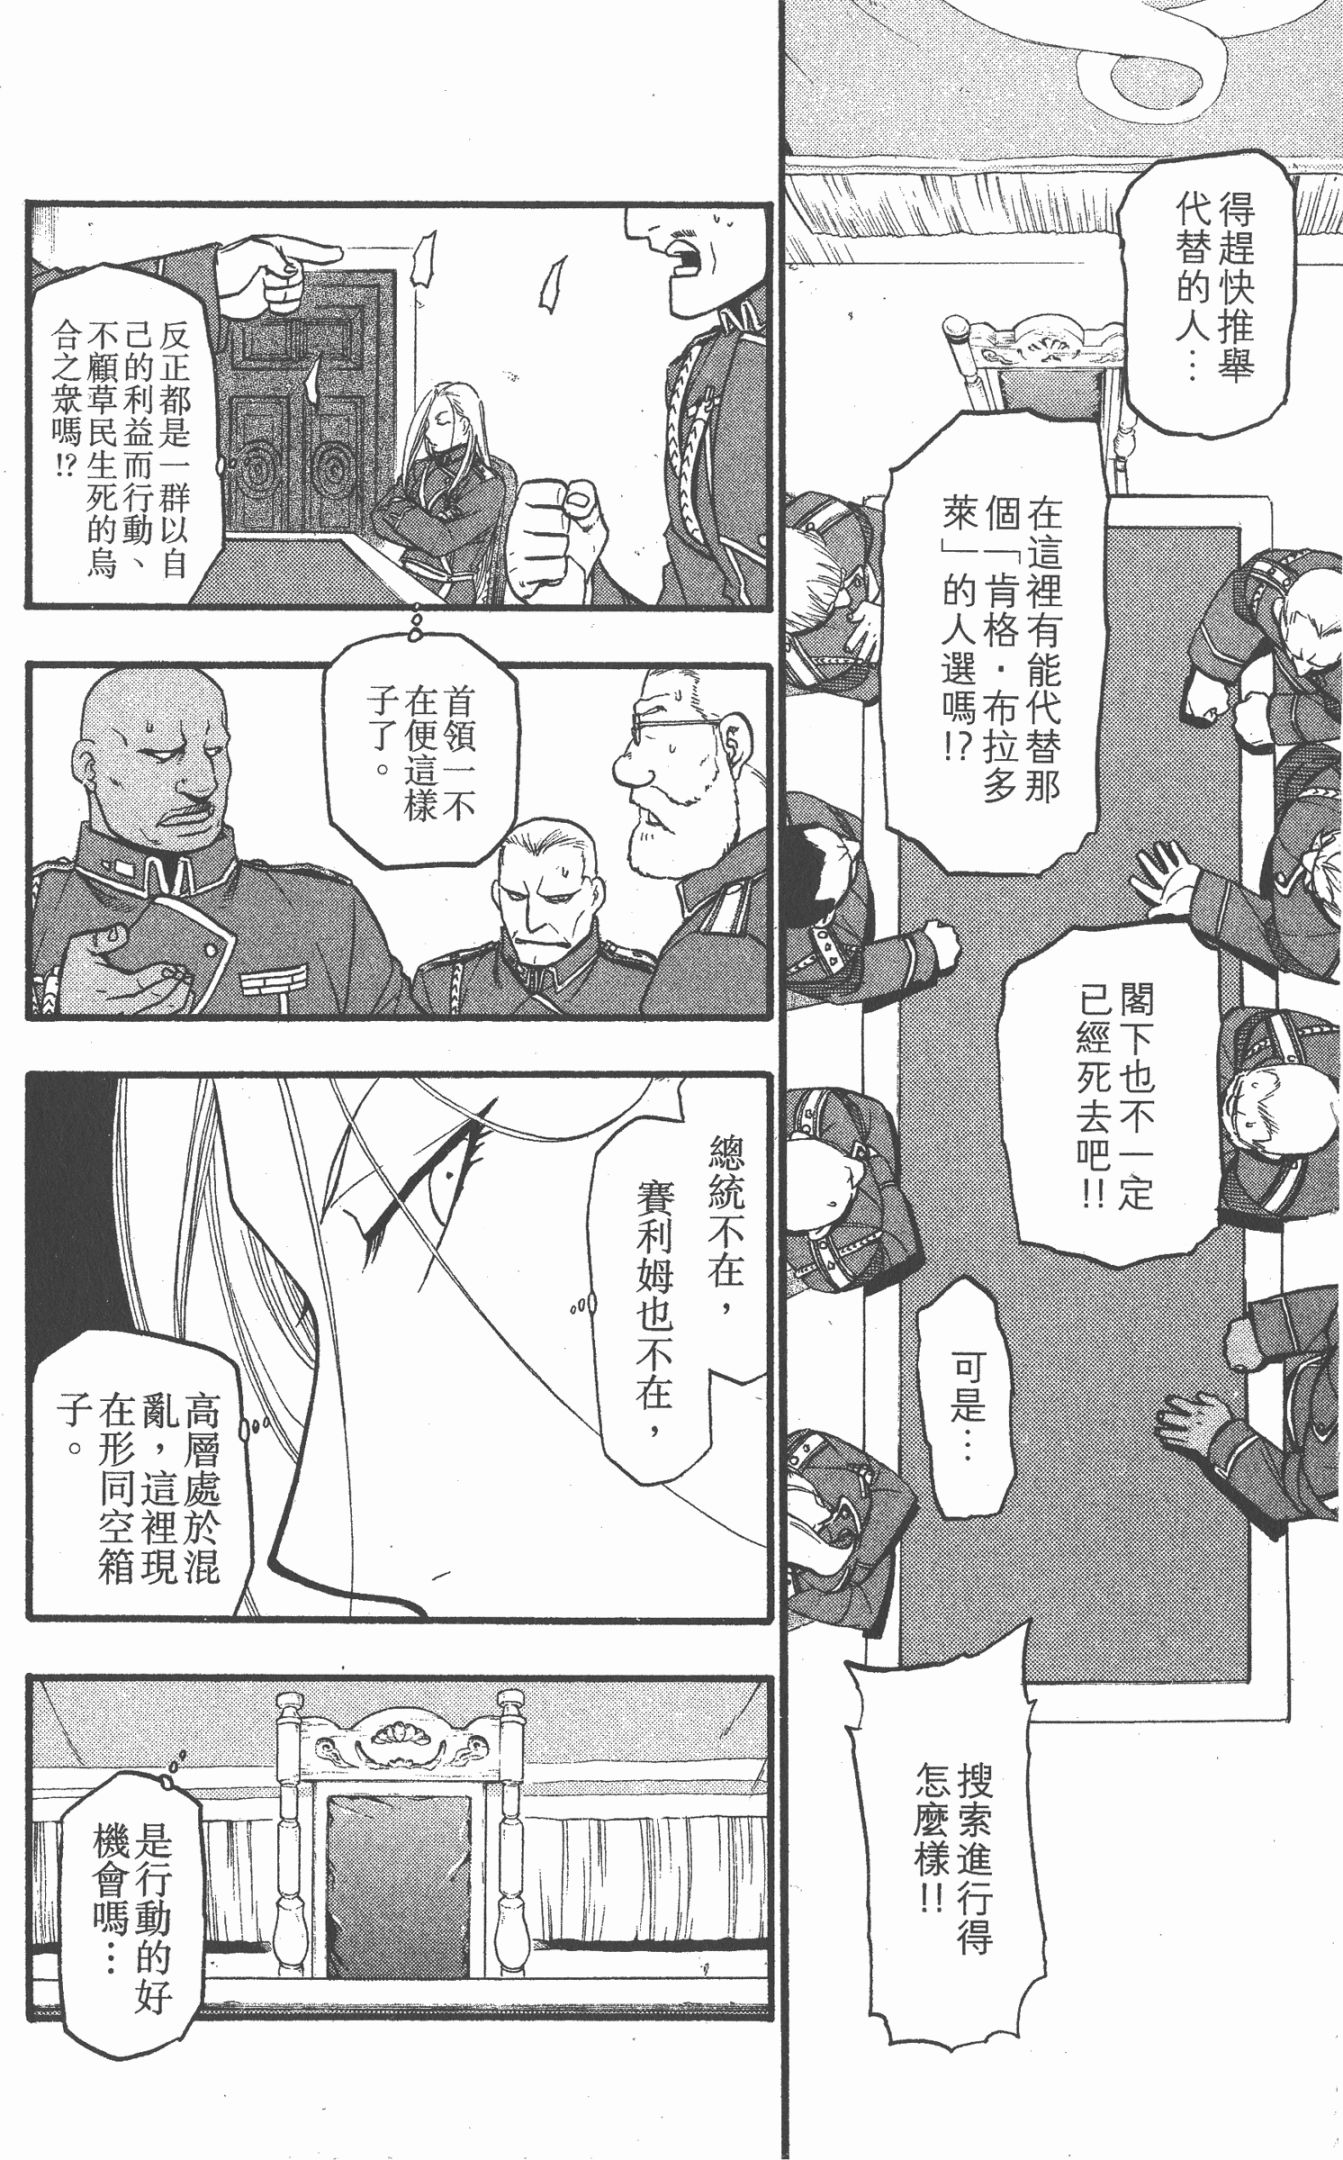 得趕快推舉
代替的人…
在這裡有能代替那
個「肯格・布拉多
萊」的人選嗎!?
閣下也不一定
已經死去吧!!
可是…
搜索進行得
怎麼樣!!
反正都是一群以自
己的利益而行動、
不顧草民生死的烏
合之眾嗎!?
首領一不
在便這樣
子了。
總統不在，
賽利姆也不在，
高層處於混
亂，這裡現
在形同空箱
子。
是行動的好
機會嗎…